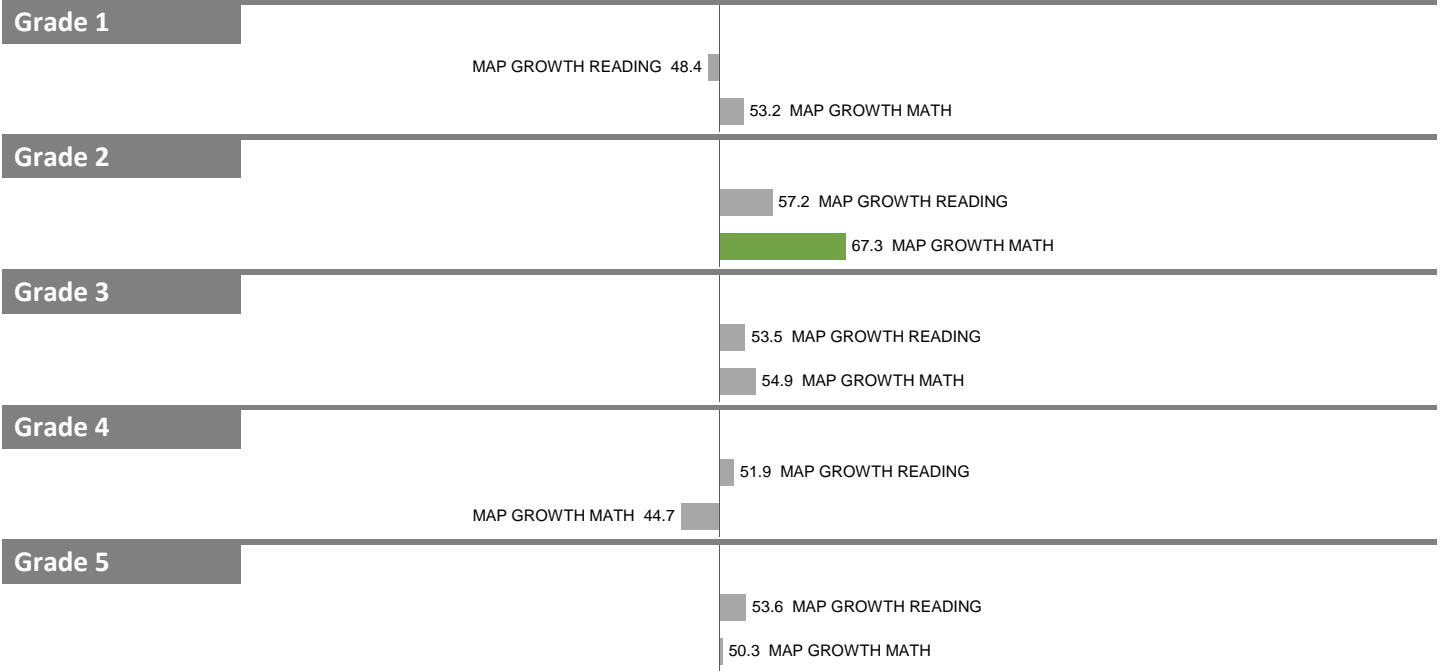 Grade 1
MAP GROWTH READING 48.4
53.2 MAP GROWTH MATH
Grade 2
57.2 MAP GROWTH READING
67.3 MAP GROWTH MATH
Grade 3
53.5 MAP GROWTH READING
54.9 MAP GROWTH MATH
Grade 4
51.9 MAP GROWTH READING
MAP GROWTH MATH 44.7
Grade 5
53.6 MAP GROWTH READING
50.3 MAP GROWTH MATH